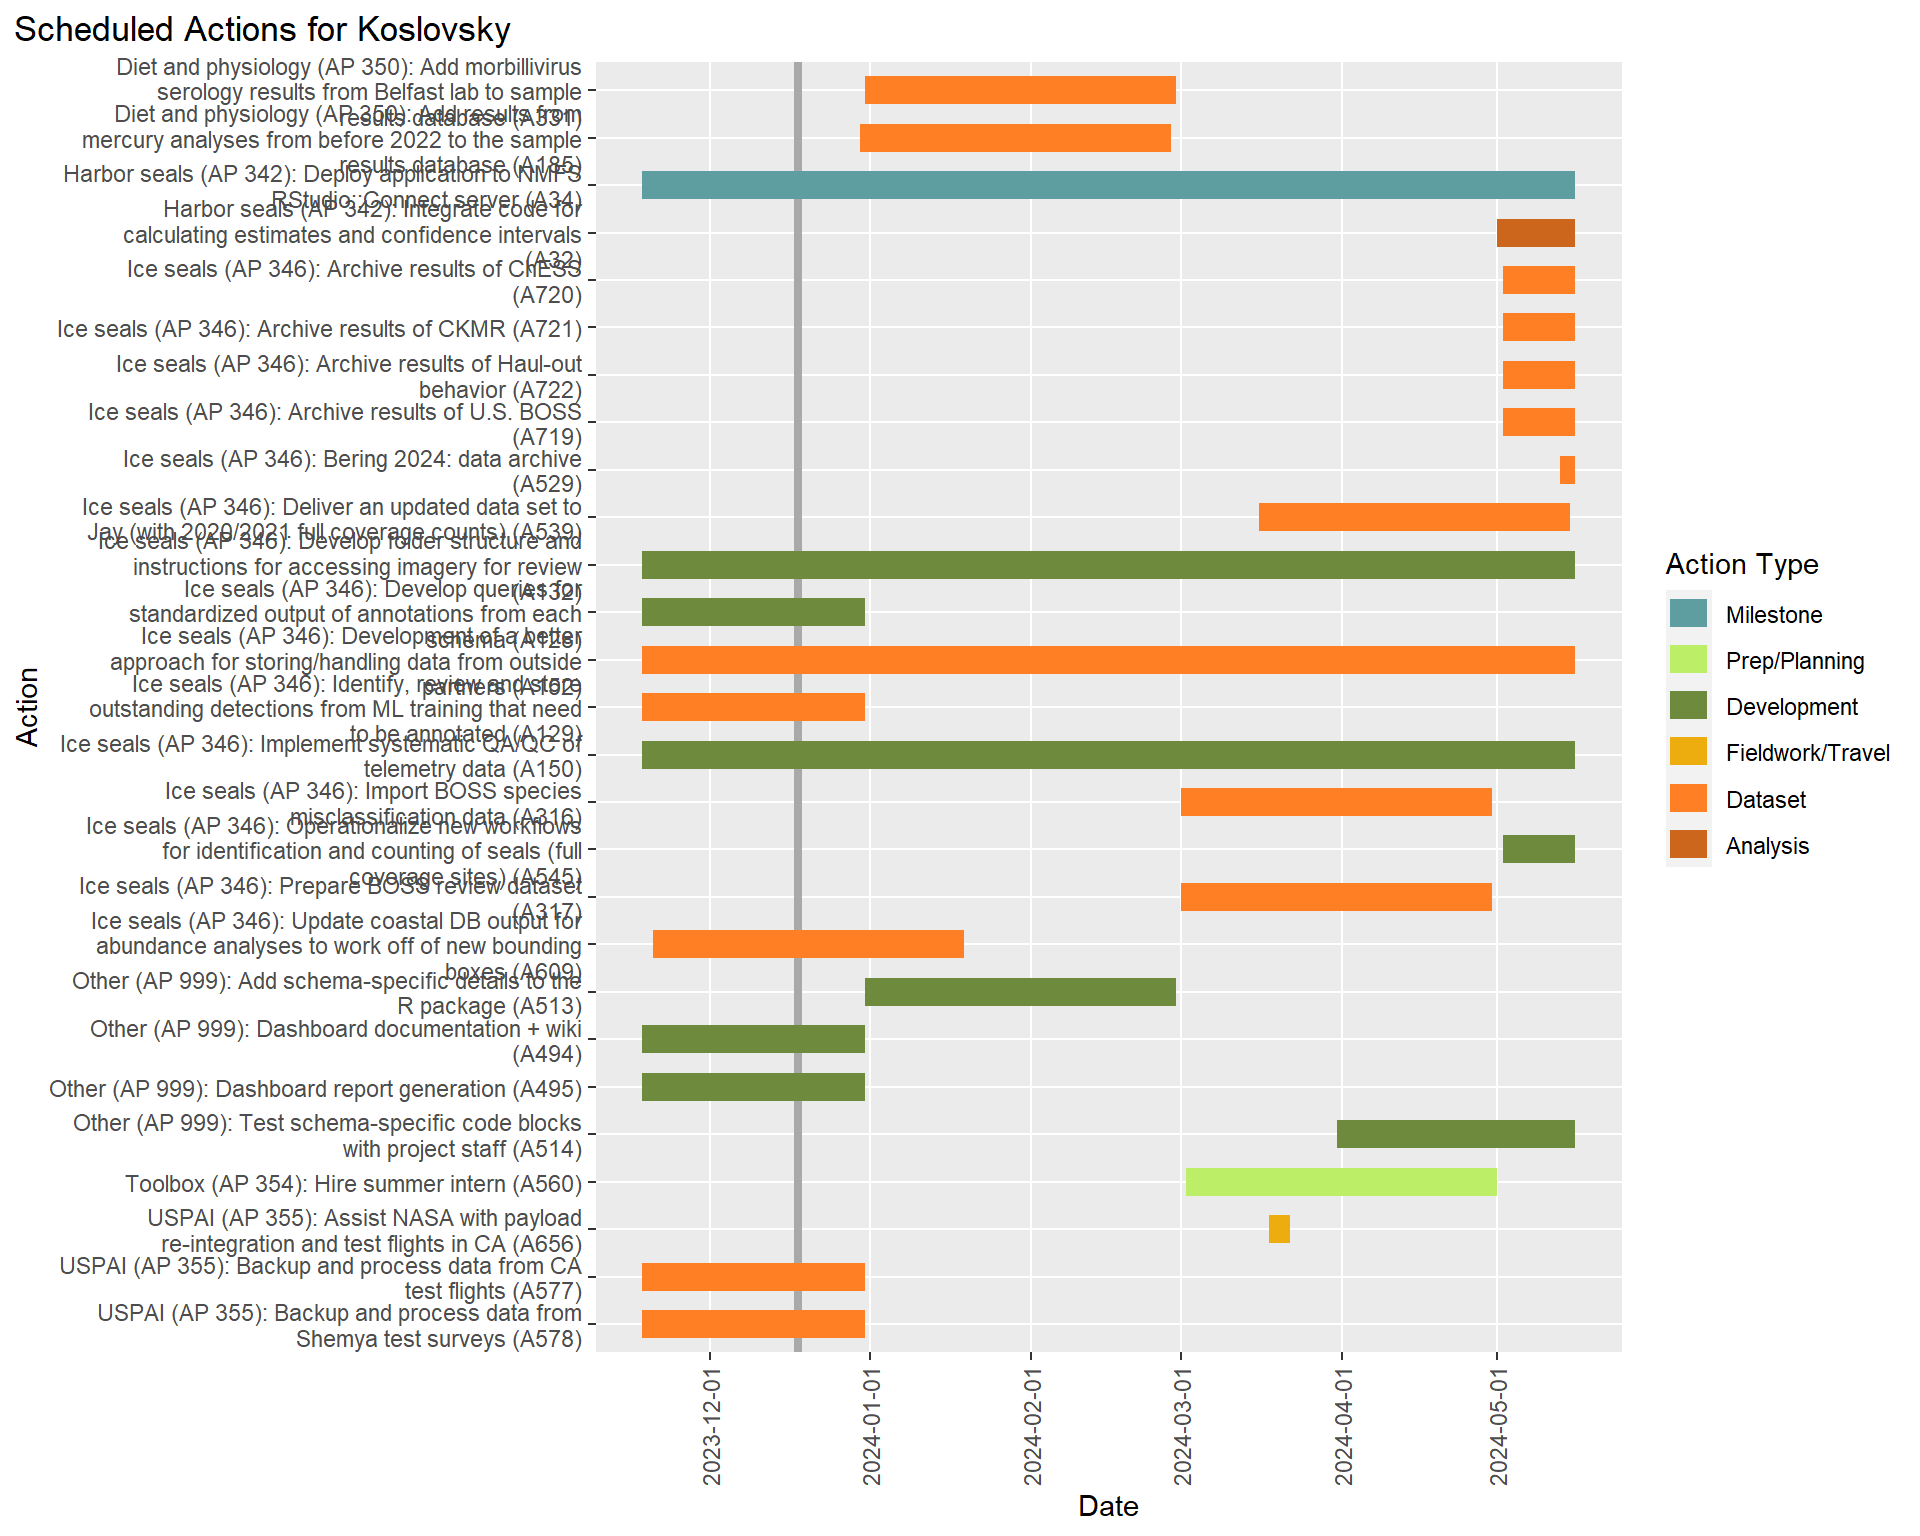 Scheduled Actions for Koslovsky
Diet and physiology (AP 350): Add morbillivirus
serology results from Belfast lab to sample
results database (A331)
Diet and physiology (AP 350): Add results from
mercury analyses from before 2022 to the sample
results database (A185)
Harbor seals (AP 342): Deploy application to NMFS
RStudio::Connect server (A34)
Harbor seals (AP 342): Integrate code for
calculating estimates and confidence intervals
(A32)
Ice seals (AP 346): Archive results of ChESS
(A720)
Ice seals (AP 346): Archive results of CKMR (A721)
Ice seals (AP 346): Archive results of Haul-out
behavior (A722)
Ice seals (AP 346): Archive results of U.S. BOSS
(A719)
Ice seals (AP 346): Bering 2024: data archive
(A529)
Ice seals (AP 346): Deliver an updated data set to
Jay (with 2020/2021 full coverage counts) (A539)
Ice seals (AP 346): Develop folder structure and
instructions for accessing imagery for review
(A132)
Ice seals (AP 346): Develop queries for
standardized output of annotations from each
schema (A128)
Ice seals (AP 346): Development of a better
approach for storing/handling data from outside
partners (A152)
Ice seals (AP 346): Identify, review and store
outstanding detections from ML training that need
to be annotated (A129)
Ice seals (AP 346): Implement systematic QA/QC of
telemetry data (A150)
Ice seals (AP 346): Import BOSS species
misclassification data (A316)
Ice seals (AP 346): Operationalize new workflows
for identification and counting of seals (full
coverage sites) (A545)
Ice seals (AP 346): Prepare BOSS review dataset
(A317)
Ice seals (AP 346): Update coastal DB output for
abundance analyses to work off of new bounding
boxes (A609)
Other (AP 999): Add schema-specific details to the
R package (A513)
Other (AP 999): Dashboard documentation + wiki
(A494)
Other (AP 999): Dashboard report generation (A495)
Other (AP 999): Test schema-specific code blocks
with project staff (A514)
Toolbox (AP 354): Hire summer intern (A560)
USPAI (AP 355): Assist NASA with payload
re-integration and test flights in CA (A656)
USPAI (AP 355): Backup and process data from CA
test flights (A577)
USPAI (AP 355): Backup and process data from
Shemya test surveys (A578)
Action
2023-12-01
2024-01-01
2024-02-01
2024-03-01
2024-04-01
2024-05-01
Date
Action Type
Milestone
Prep/Planning
Development
Fieldwork/Travel
Dataset
Analysis